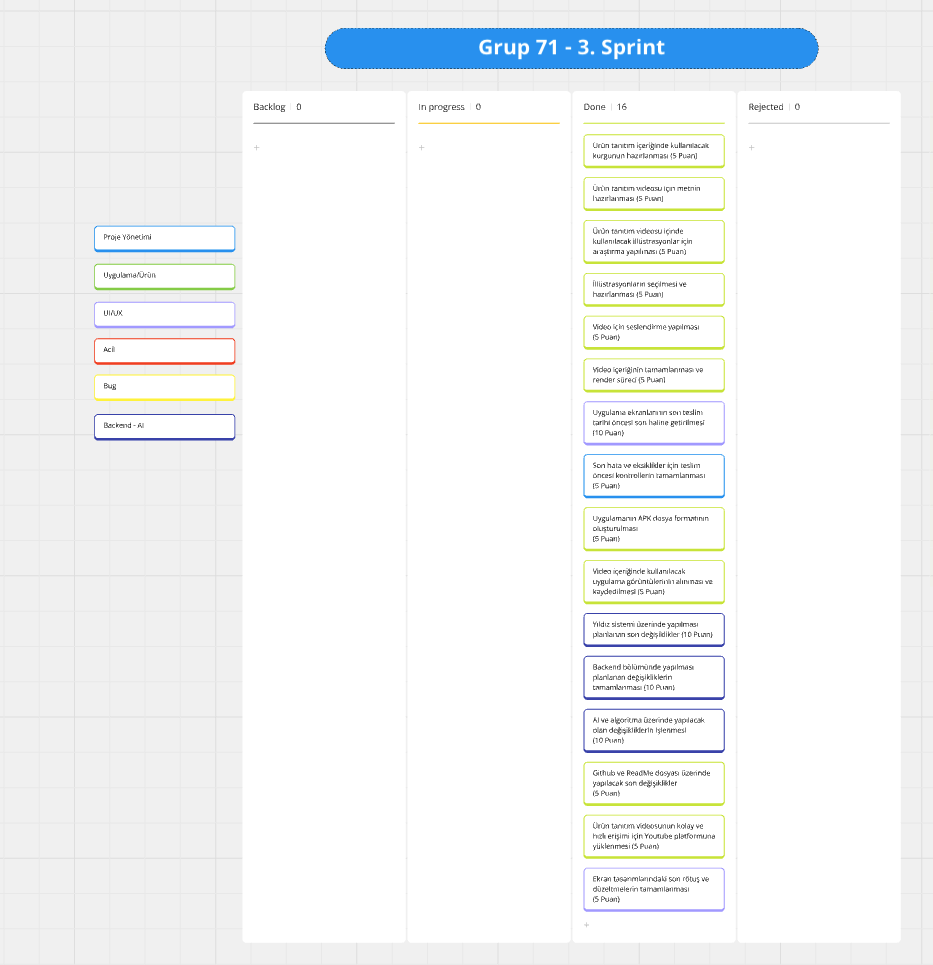 Grup 71 - 3. Sprint
Backlog 0
In progress 0
Done 16
Rejected 0
+
+
+
Proje Yönetimi
Uygulama/Ürün
UI/UX
Acil
Bug
Backend - AI
Ürün tanıtım içeriğinde kullanılacak
kurgunun hazırlanması (5 Puan)
Ürün tanıtım videosu için metnin
hazırlanması (5 Puan)
Ürün tanıtım videosu içinde
kullanılacak illüstrasyonlar için
araştırma yapılması (5 Puan)
İllüstrasyonların seçilmesi ve
hazırlanması (5 Puan)
Video için seslendirme yapılması
(5 Puan)
Video içeriğinin tamamlanması ve
render süreci (5 Puan)
Uygulama ekranlarının son teslim
tarihi öncesi son haline getirilmesi
(10 Puan)
Son hata ve eksiklikler için teslim
öncesi kontrollerin tamamlanması
(5 Puan)
Uygulamanın APK dosya formatının
oluşturulması
(5 Puan)
Video içeriğinde kullanılacak
uygulama görüntülerinin alınması ve
kaydedilmesi (5 Puan)
Yıldız sistemi üzerinde yapılması
planlanan son değişiklikler (10 Puan)
Backend bölümünde yapılması
planlanan değişikliklerin
tamamlanması (10 Puan)
AI ve algoritma üzerinde yapılacak
olan değişikliklerin işlenmesi
(10 Puan)
Github ve ReadMe dosyası üzerinde
yapılacak son değişiklikler
(5 Puan)
Ürün tanıtım videosunun kolay ve
hızlı erişimi için Youtube platformuna
yüklenmesi (5 Puan)
Ekran tasarımlarındaki son rötuş ve
düzeltmelerin tamamlanması
(5 Puan)
+